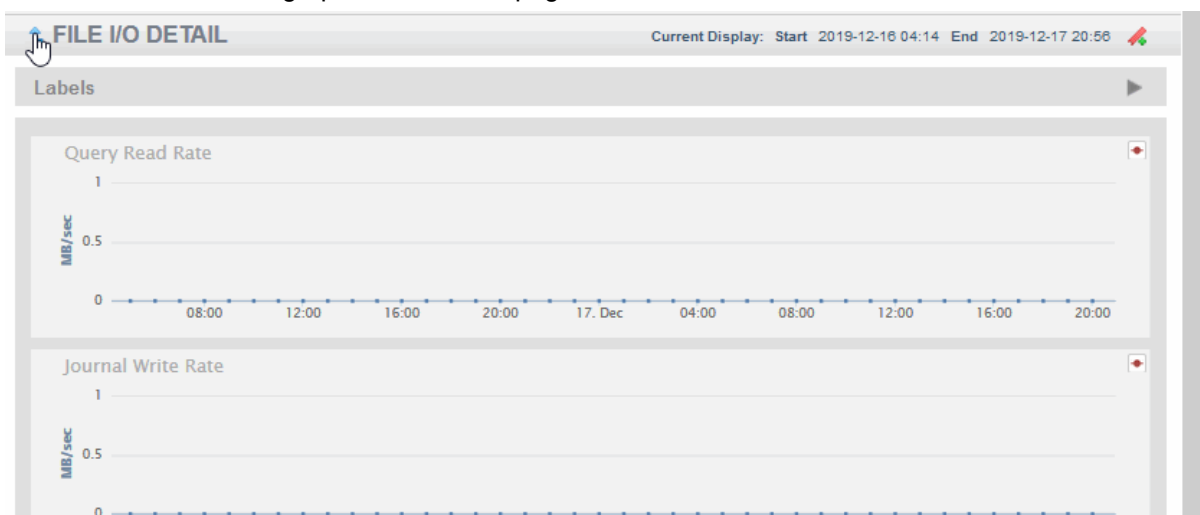 FILE I/O DETAIL
Current Display: Start 2019-12-16 04:14 End 2019-12-17 20:56
Labels
Query Read Rate
1
MB/sec
0.5
0
08:00 12:00 16:00 20:00 17. Dec 04:00 08:00 12:00 16:00 20:00
Journal Write Rate
1
MB/sec
0.5
0